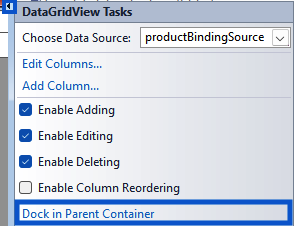 DataGridView Tasks
Choose Data Source: productBindingSource
Edit Columns...
Add Column...
Enable Adding
Enable Editing
Enable Deleting
Enable Column Reordering
Dock in Parent Container